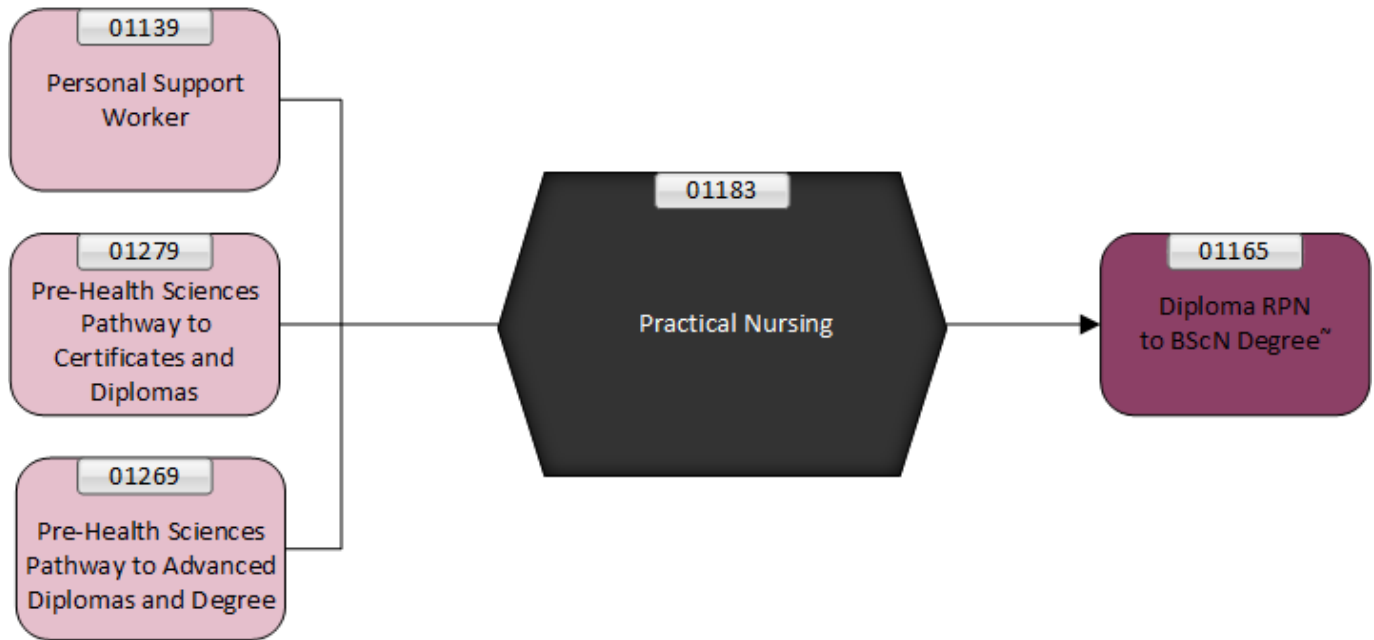 01139
Personal Support
Worker
01279
Pre-Health Sciences
Pathway to
Certificates and
Diplomas
01269
Pre-Health Sciences
Pathway to Advanced
Diplomas and Degree
01183
Practical Nursing
01165
Diploma RPN
to BScN Degree~